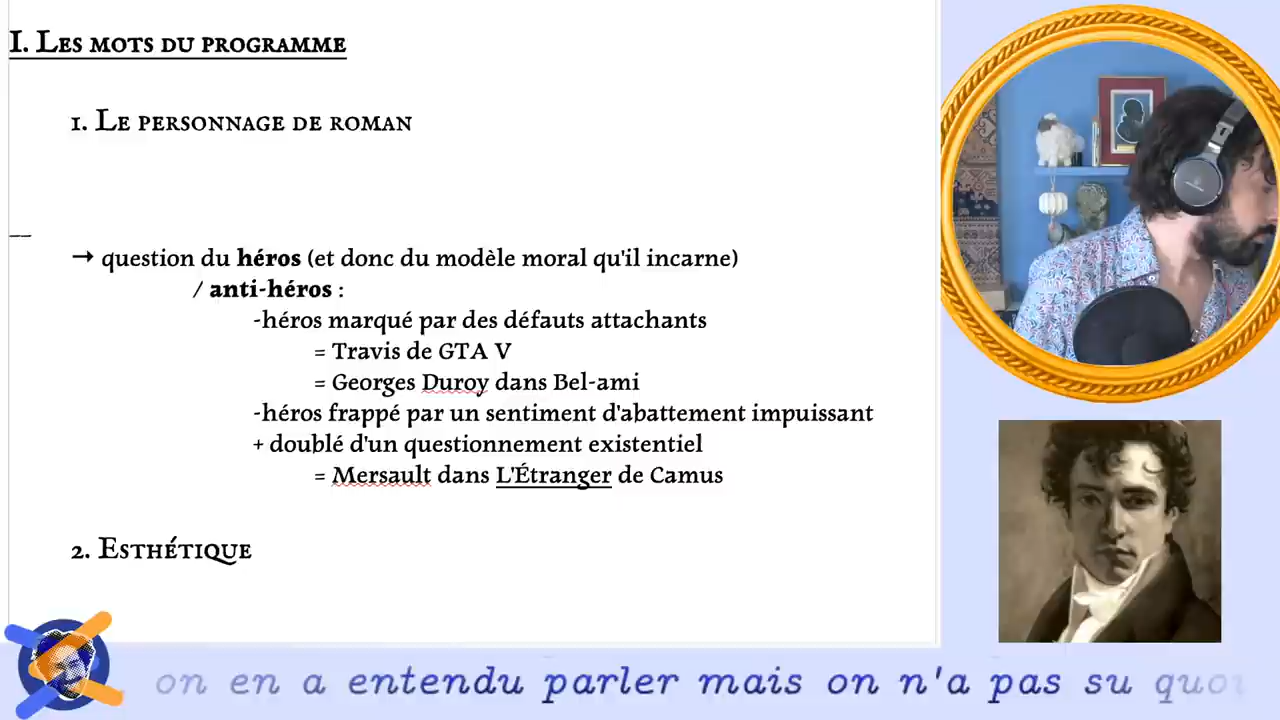 I. Les mots du programme
1. Le personnage de roman
→ question du héros (et donc du modèle moral qu'il incarne)
/ anti-héros :
-héros marqué par des défauts attachants
= Travis de GTA V
= Georges Duroy dans Bel-ami
-héros frappé par un sentiment d'abattement impuissant
+ doublé d'un questionnement existentiel
= Mersault dans L'Étranger de Camus
2. Esthétique
on en a entendu parler mais on n'a pas su